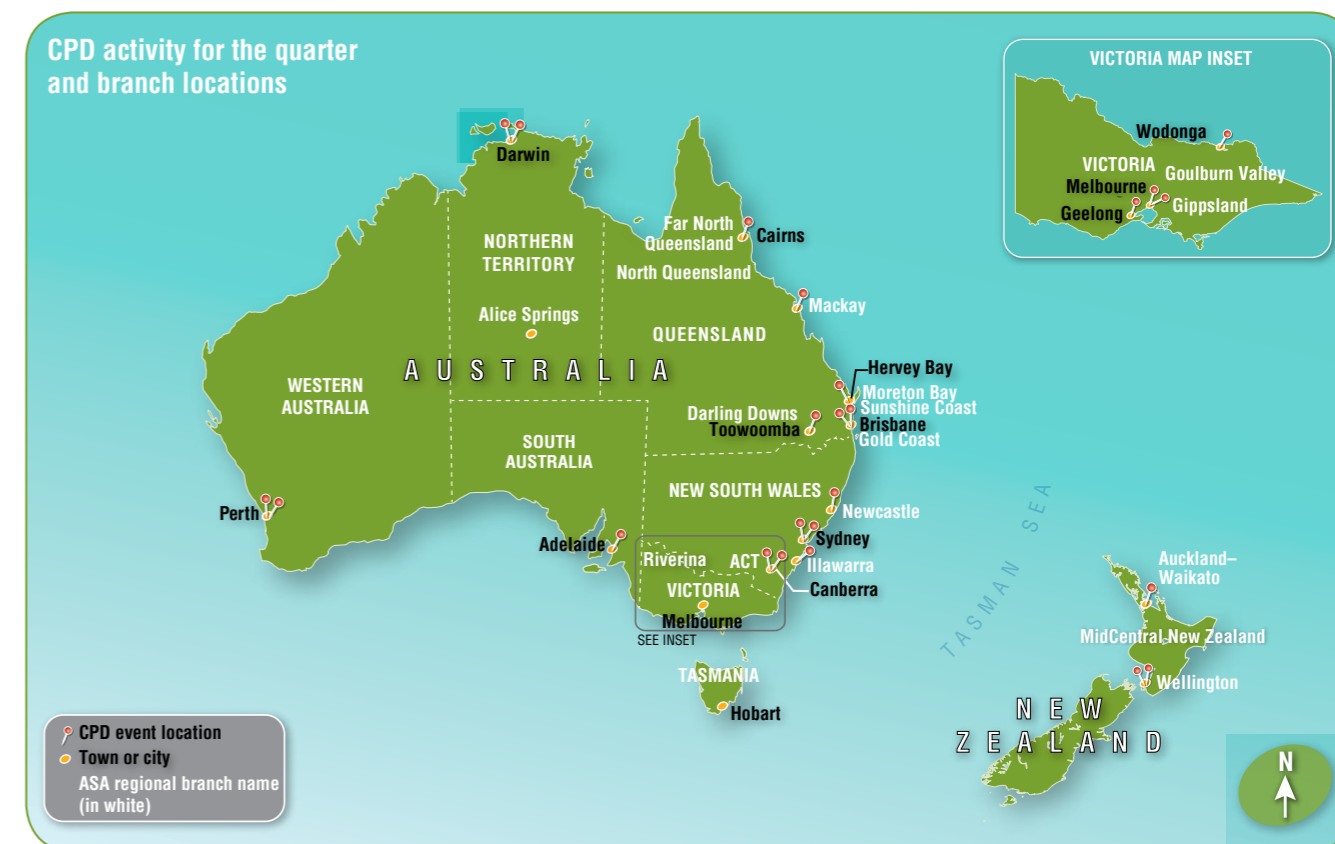 CPD activity for the quarter
and branch locations
VICTORIA MAP INSET
Wodonga
VICTORIA
Goulburn Valley
Melbourne
Geelong
Gippsland
Darwin
Far North
Queensland
Cairns
NORTHERN
TERRITORY
North Queensland
Alice Springs
Mackay
QUEENSLAND
AUSTRALIA
WESTERN
AUSTRALIA
Hervey Bay
Moreton Bay
Sunshine Coast
Darling Downs
Toowoomba
Brisbane
Gold Coast
SOUTH
AUSTRALIA
NEW SOUTH WALES
Newcastle
Perth
Adelaide
Sydney
Riverina
ACT
Illawarra
VICTORIA
Canberra
Melbourne
SEE INSET
TASMANIA
Hobart
TASMAN SEA
Auckland–
Waikato
MidCentral New Zealand
Wellington
NEW
ZEALAND
CPD event location
Town or city
ASA regional branch name
(in white)
N